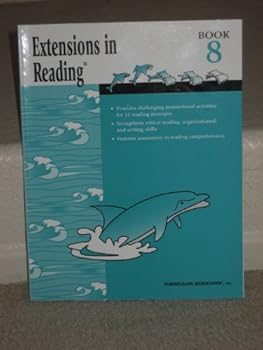 Extensions in
Reading™
BOOK
8
• Provides challenging instructional activities
for 12 reading passages
• Strengthens critical reading, organizational,
and writing skills
• Features assessment in reading comprehension
CURRICULUM ASSOCIATES®, Inc.